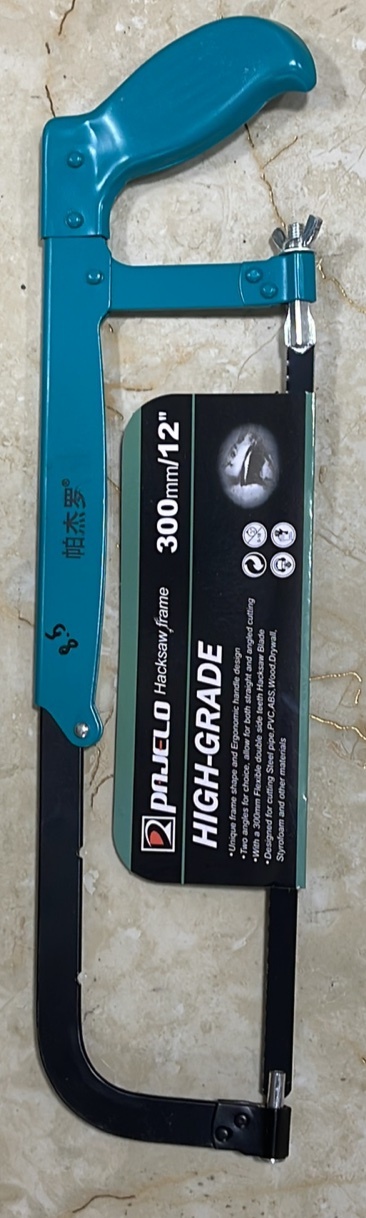 PAJELO Hacksaw frame 300mm/12"
HIGH-GRADE
• Unique frame shape and Ergonomic handle design
• Two angles for choice, allow for both straight and angled cutting
• With a 300mm Flexible double side teeth Hacksaw Blade
• Designed for cutting Steel pipe,PVC,ABS,Wood,Drywall,
Styrofoam and other materials
帕杰罗®
8.5